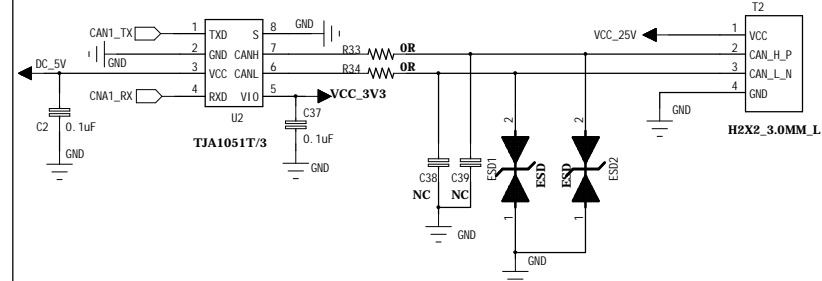 T2
CAN1_TX
1 TXD S 8
GND
VCC_25V
1 VCC
2 GND CANH 7
GND
R33 0R
2 CAN_H_P
DC_5V
3 VCC CANL 6
R34 0R
3 CAN_L_N
CNA1_RX
4 RXD VIO 5
VCC_3V3
4 GND
U2
C37
C2 0.1uF
0.1uF
GND
H2X2_3.0MM_L
TJA1051T/3
2 2
GND
GND
C38 C39
ESD1 ESD ESD ESD2
NC NC
1 1
GND
GND